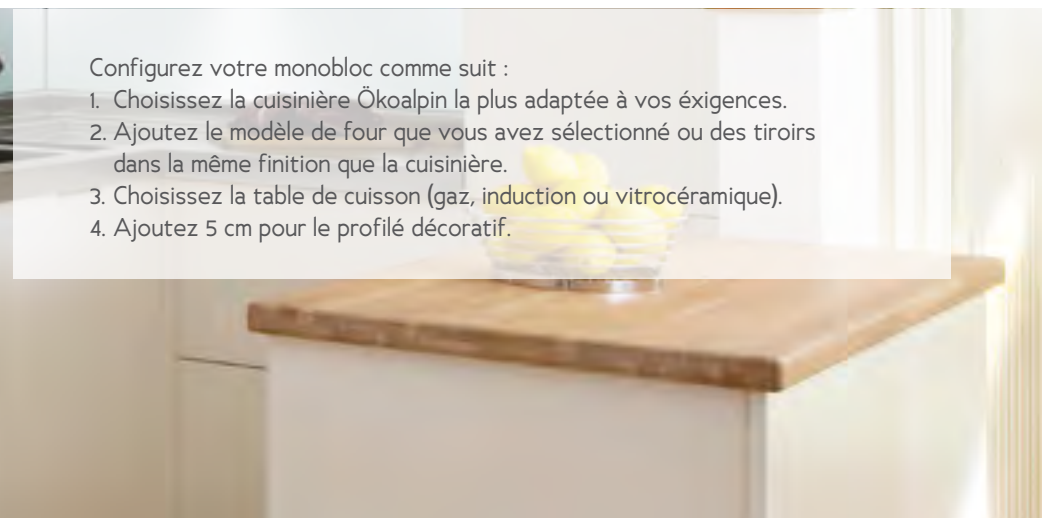 Configurez votre monobloc comme suit :
1. Choisissez la cuisinière Ökoalpin la plus adaptée à vos éxigences.
2. Ajoutez le modèle de four que vous avez sélectionné ou des tiroirs
dans la même finition que la cuisinière.
3. Choisissez la table de cuisson (gaz, induction ou vitrocéramique).
4. Ajoutez 5 cm pour le profilé décoratif.